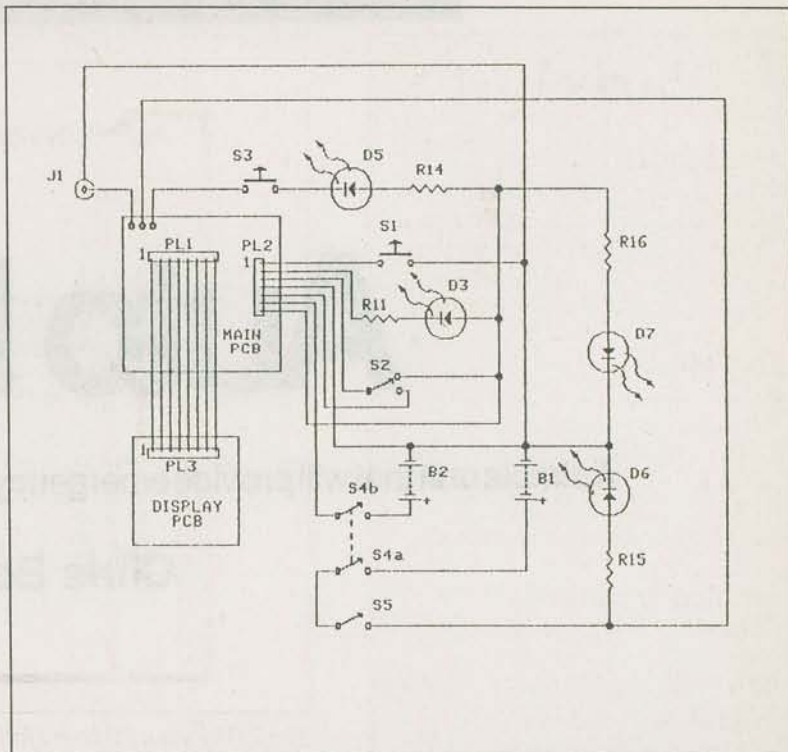 D5
S3
R14
J1
S1
R16
PL1
PL2
1
1
D3
R11
MAIN
PCB
D7
S2
1
PL3
B2
B1
D6
+
+
DISPLAY
PCB
S4b
S4a
R15
S5